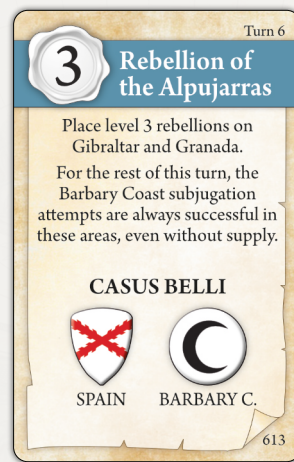 Turn 6
3
Rebellion of
the Alpujarras
Place level 3 rebellions on
Gibraltar and Granada.
For the rest of this turn, the
Barbary Coast subjugation
attempts are always successful in
these areas, even without supply.
CASUS BELLI
SPAIN BARBARY C.
613